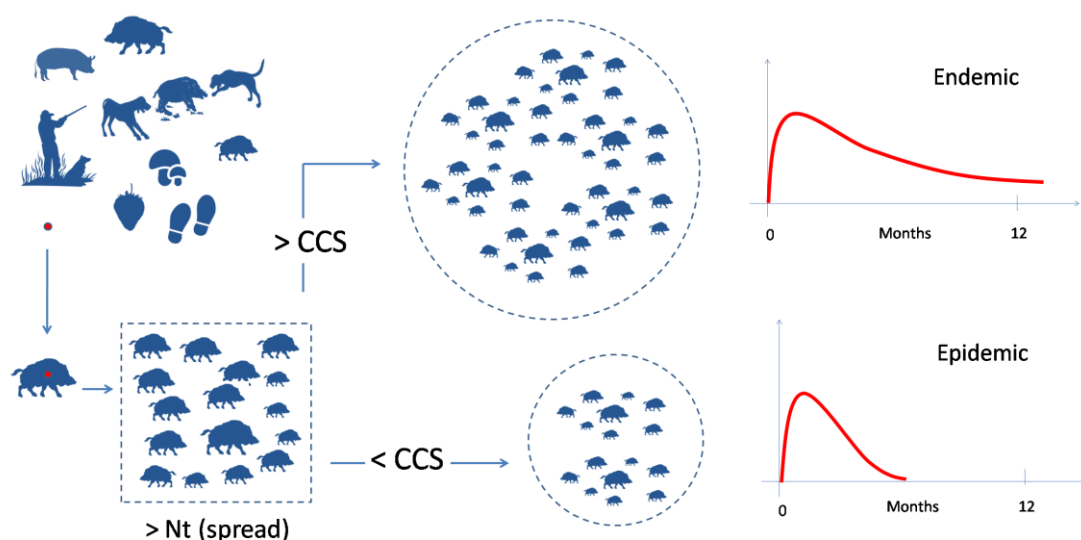 Endemic
0
Months
12
> CCS
Epidemic
< CCS
0
Months
12
> Nt (spread)